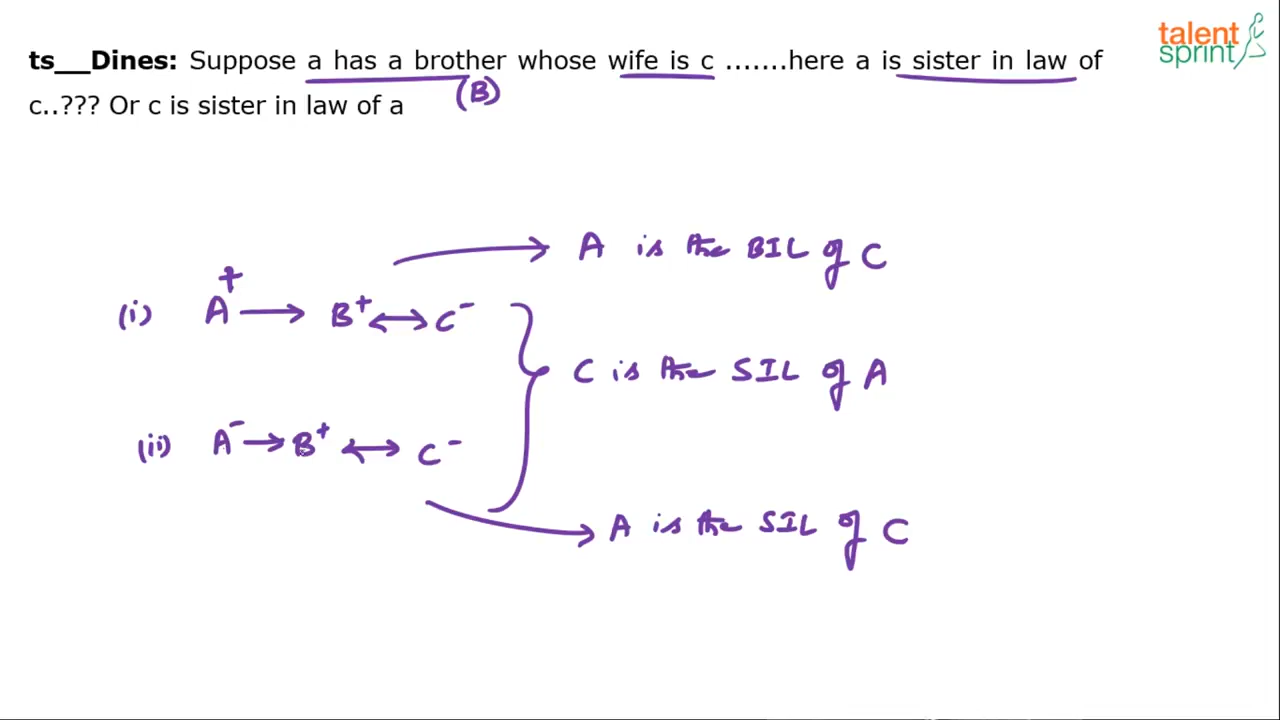 talent
sprint
ts__Dines: Suppose a has a brother whose wife is c .......here a is sister in law of
(B)
c..??? Or c is sister in law of a
A is the BIL of C
(i) A+ → B+ ↔ C-
C is the SIL of A
(ii) A- → B+ ↔ C-
A is the SIL of C